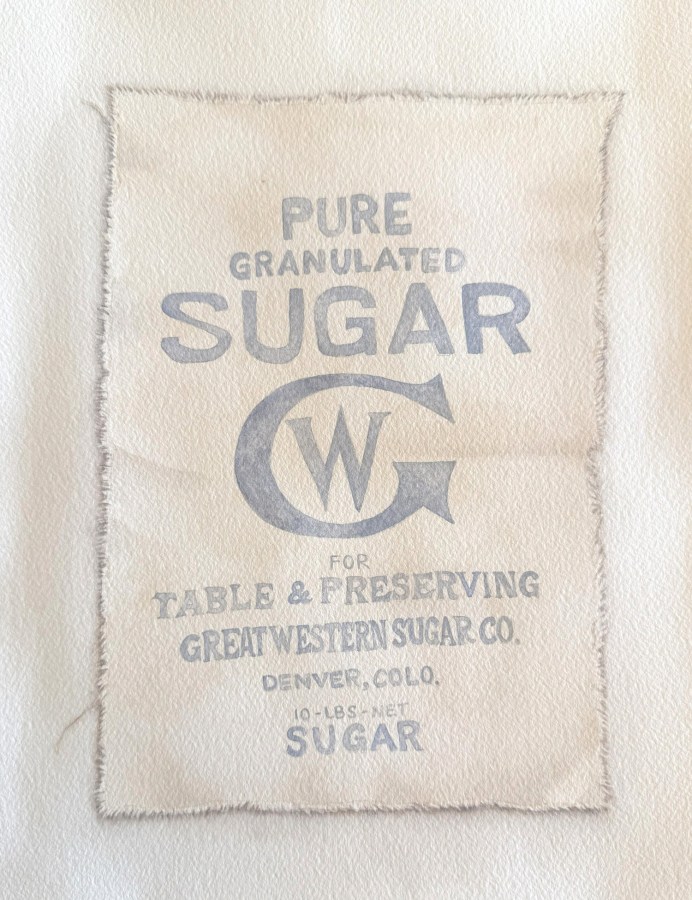 PURE
GRANULATED
SUGAR
GW
FOR
TABLE & PRESERVING
GREAT WESTERN SUGAR CO.
DENVER, COLO.
10-LBS-NET
SUGAR